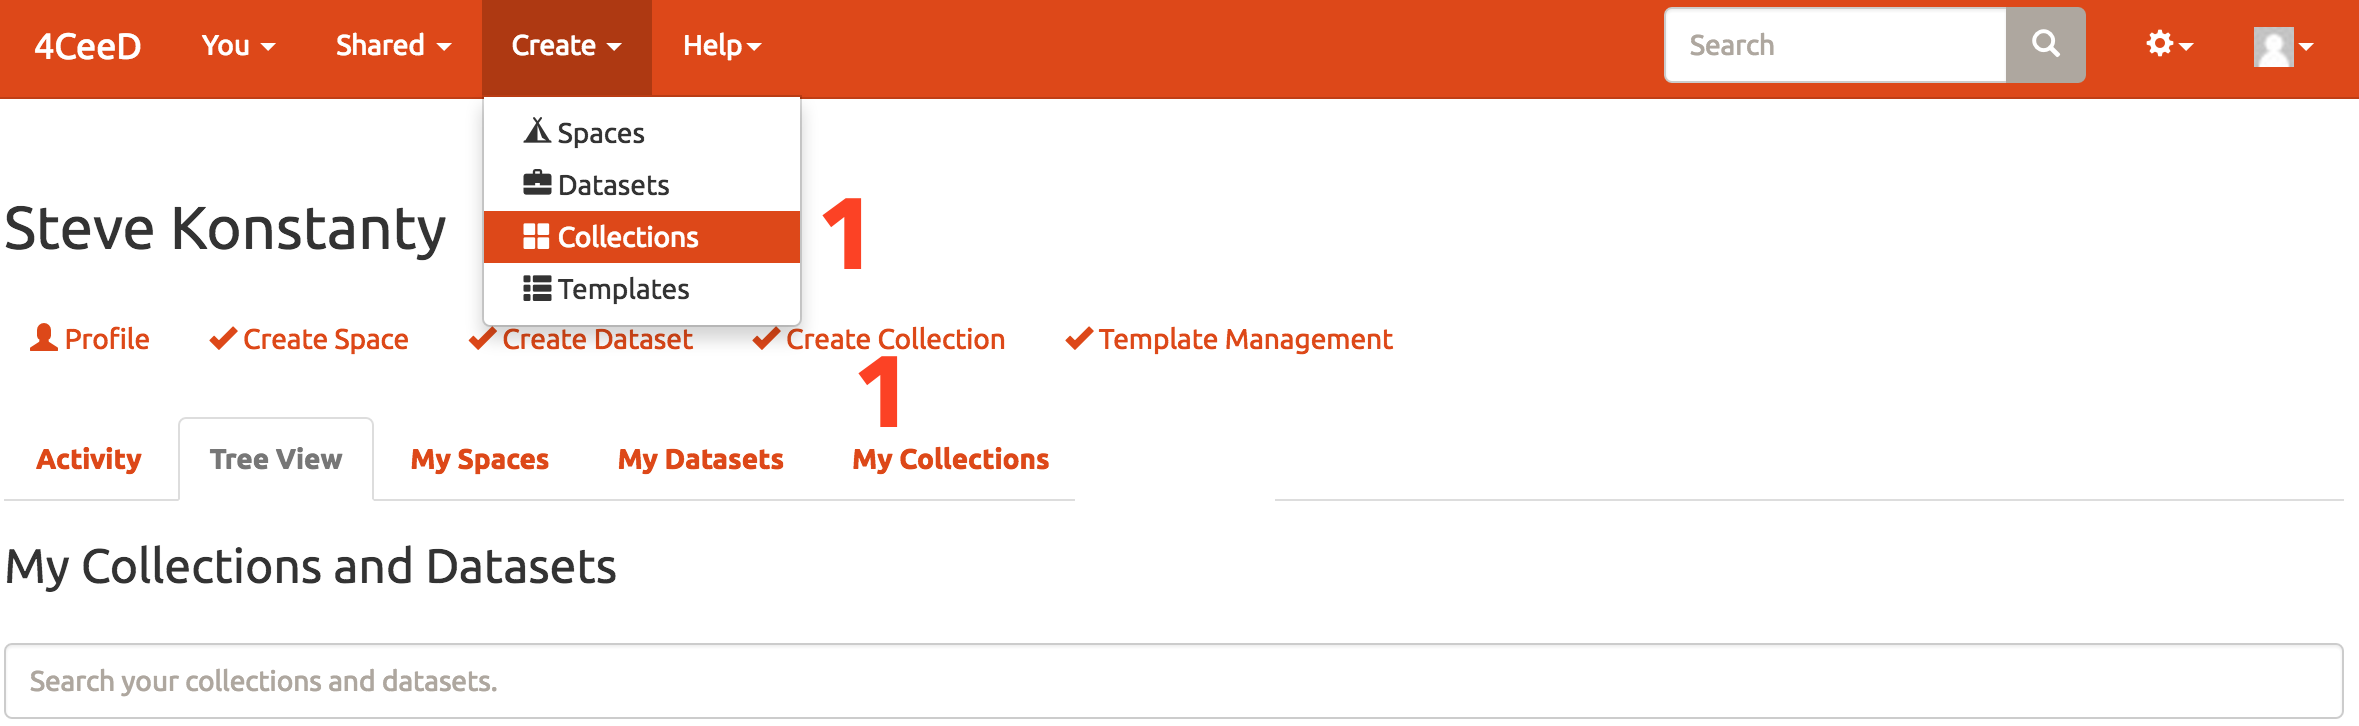 4CeeD You Shared Create Help Search
Spaces
Datasets
Collections 1
Templates
Steve Konstanty
Profile Create Space Create Dataset Create Collection Template Management
1
Activity Tree View My Spaces My Datasets My Collections
My Collections and Datasets
Search your collections and datasets.